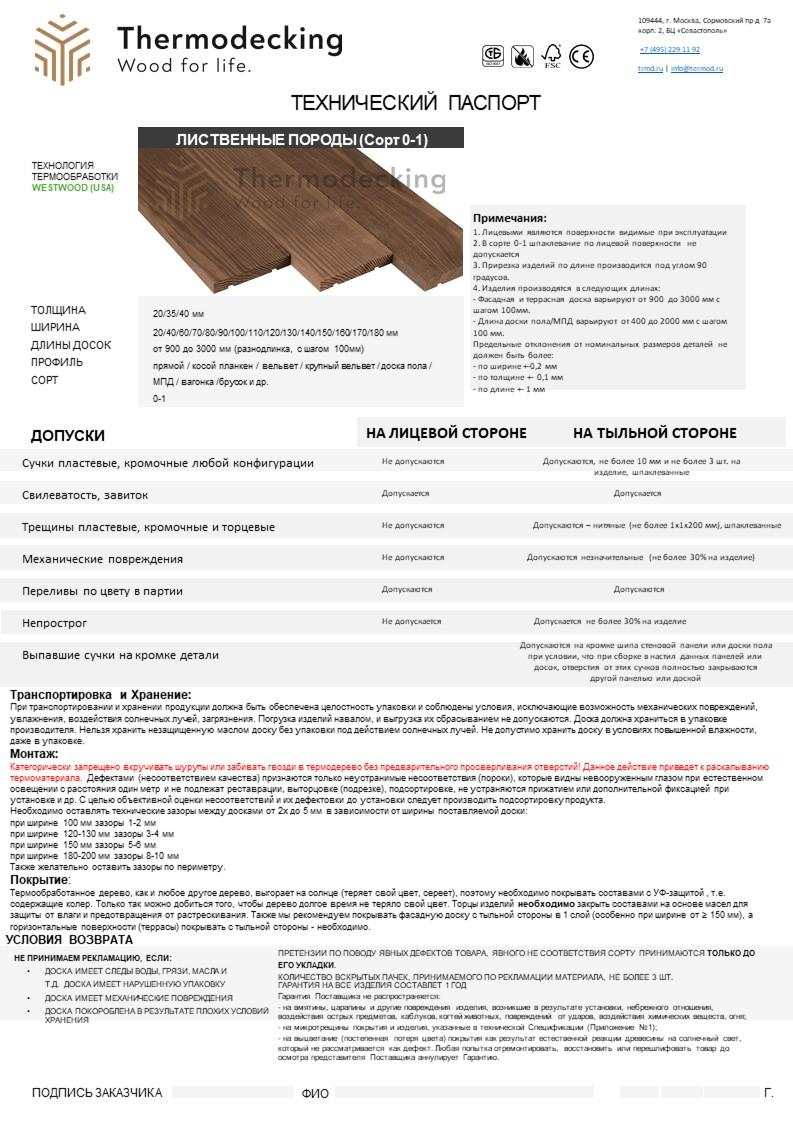 Thermodecking
Wood for life.
FSC
109444, г. Москва, Сормовский пр д 7а
корп. 2, БЦ «Севастополь»
+7 (495) 229 11 92
trmd.ru | info@termod.ru
ТЕХНИЧЕСКИЙ ПАСПОРТ
ЛИСТВЕННЫЕ ПОРОДЫ (Сорт 0-1)
ТЕХНОЛОГИЯ
ТЕРМООБРАБОТКИ
WESTWOOD (USA)
Thermodecking
Wood for life.
Примечания:
1. Лицевыми являются поверхности видимые при эксплуатации
2. В сорте 0-1 шпаклевание по лицевой поверхности не
допускается
3. Прирезка изделий по длине производится под углом 90
градусов.
4. Изделия производятся в следующих длинах:
- Фасадная и террасная доска варьируют от 900 до 3000 мм с
шагом 100мм.
- Длина доски пола/МПД варьируют от 400 до 2000 мм с шагом
100 мм.
Предельные отклонения от номинальных размеров деталей не
должен быть более:
- по ширине +-0,2 мм
- по толщине +- 0,1 мм
- по длине +- 1 мм
ТОЛЩИНА
20/35/40 мм
ШИРИНА
20/40/60/70/80/90/100/110/120/130/140/150/160/170/180 мм
ДЛИНЫ ДОСОК
от 900 до 3000 мм (разнодлинка, с шагом 100мм)
ПРОФИЛЬ
прямой / косой планкен / вельвет / крупный вельвет / доска пола /
МПД / вагонка /брусок и др.
СОРТ
0-1
ДОПУСКИ
НА ЛИЦЕВОЙ СТОРОНЕ
НА ТЫЛЬНОЙ СТОРОНЕ
Сучки пластевые, кромочные любой конфигурации
Не допускаются
Допускаются, не более 10 мм и не более 3 шт. на
изделие, шпаклеванные
Свилеватость, завиток
Допускается
Допускается
Трещины пластевые, кромочные и торцевые
Не допускаются
Допускаются – нитяные (не более 1х1х200 мм), шпаклеванные
Механические повреждения
Не допускаются
Допускаются незначительные (не более 30% на изделие)
Переливы по цвету в партии
Допускаются
Допускаются
Непрострог
Не допускается
Допускается не более 30% на изделие
Выпавшие сучки на кромке детали
Допускаются на кромке шипа стеновой панели или доски пола
при условии, что при сборке в настил данных панелей или
досок, отверстия от этих сучков полностью закрываются
другой панелью или доской
Транспортировка и Хранение:
При транспортировании и хранении продукции должна быть обеспечена целостность упаковки и соблюдены условия, исключающие возможность механических повреждений,
увлажнения, воздействия солнечных лучей, загрязнения. Погрузка изделий навалом, и выгрузка их сбрасыванием не допускаются. Доска должна храниться в упаковке
производителя. Нельзя хранить незащищенную маслом доску без упаковки под действием солнечных лучей. Не допустимо хранить доску в условиях повышенной влажности,
даже в упаковке.
Монтаж:
Категорически запрещено вкручивать шурупы или забивать гвозди в термодерево без предварительного просверливания отверстий! Данное действие приведет к раскалыванию
термоматериала. Дефектами (несоответствием качества) признаются только неустранимые несоответствия (пороки), которые видны невооруженным глазом при естественном
освещении с расстояния один метр и не подлежат реставрации, выторцовке (подрезке), подсортировке, не устраняются прижатием или дополнительной фиксацией при
установке и др. С целью объективной оценки несоответствий и их дефектовки до установки следует производить подсортировку продукта.
Необходимо оставлять технические зазоры между досками от 2х до 5 мм в зависимости от ширины поставляемой доски:
при ширине 100 мм зазоры 1-2 мм
при ширине 120-130 мм зазоры 3-4 мм
при ширине 150 мм зазоры 5-6 мм
при ширине 180-200 мм зазоры 8-10 мм
Также желательно оставить зазоры по периметру.
Покрытие:
Термообработанное дерево, как и любое другое дерево, выгорает на солнце (теряет свой цвет, сереет), поэтому необходимо покрывать составами с УФ-защитой , т.е.
содержащие колер. Только так можно добиться того, чтобы дерево долгое время не теряло свой цвет. Торцы изделий необходимо закрыть составами на основе масел для
защиты от влаги и предотвращения от растрескивания. Также мы рекомендуем покрывать фасадную доску с тыльной стороны в 1 слой (особенно при ширине от ≥ 150 мм), а
горизонтальные поверхности (террасы) покрывать с тыльной стороны - необходимо.
УСЛОВИЯ ВОЗВРАТА
НЕ ПРИНИМАЕМ РЕКЛАМАЦИЮ, ЕСЛИ:
• ДОСКА ИМЕЕТ СЛЕДЫ ВОДЫ, ГРЯЗИ, МАСЛА И
Т.Д. ДОСКА ИМЕЕТ НАРУШЕННУЮ УПАКОВКУ
• ДОСКА ИМЕЕТ МЕХАНИЧЕСКИЕ ПОВРЕЖДЕНИЯ
• ДОСКА ПОКОРОБЛЕНА В РЕЗУЛЬТАТЕ ПЛОХИХ УСЛОВИЙ
ХРАНЕНИЯ
ПРЕТЕНЗИИ ПО ПОВОДУ ЯВНЫХ ДЕФЕКТОВ ТОВАРА, ЯВНОГО НЕ СООТВЕТСТВИЯ СОРТУ ПРИНИМАЮТСЯ ТОЛЬКО ДО
ЕГО УКЛАДКИ.
КОЛИЧЕСТВО ВСКРЫТЫХ ПАЧЕК, ПРИНИМАЕМОГО ПО РЕКЛАМАЦИИ МАТЕРИАЛА, НЕ БОЛЕЕ 3 ШТ.
ГАРАНТИЯ НА ВСЕ ИЗДЕЛИЯ СОСТАВЛЕТ 1 ГОД
Гарантия Поставщика не распространяется:
- на вмятины, царапины и другие повреждения изделия, возникшие в результате установки, небрежного отношения,
воздействия острых предметов, каблуков, когтей животных, повреждений от ударов, воздействия химических веществ, огня;
- на микротрещины покрытия и изделия, указанные в технической Спецификации (Приложение №1);
- на выцветание (постепенная потеря цвета) покрытия как результат естественной реакции древесины на солнечный свет,
который не рассматривается как дефект. Любая попытка отремонтировать, восстановить или перешлифовать товар до
осмотра представителя Поставщика аннулирует Гарантию.
ПОДПИСЬ ЗАКАЗЧИКА ФИО Г.